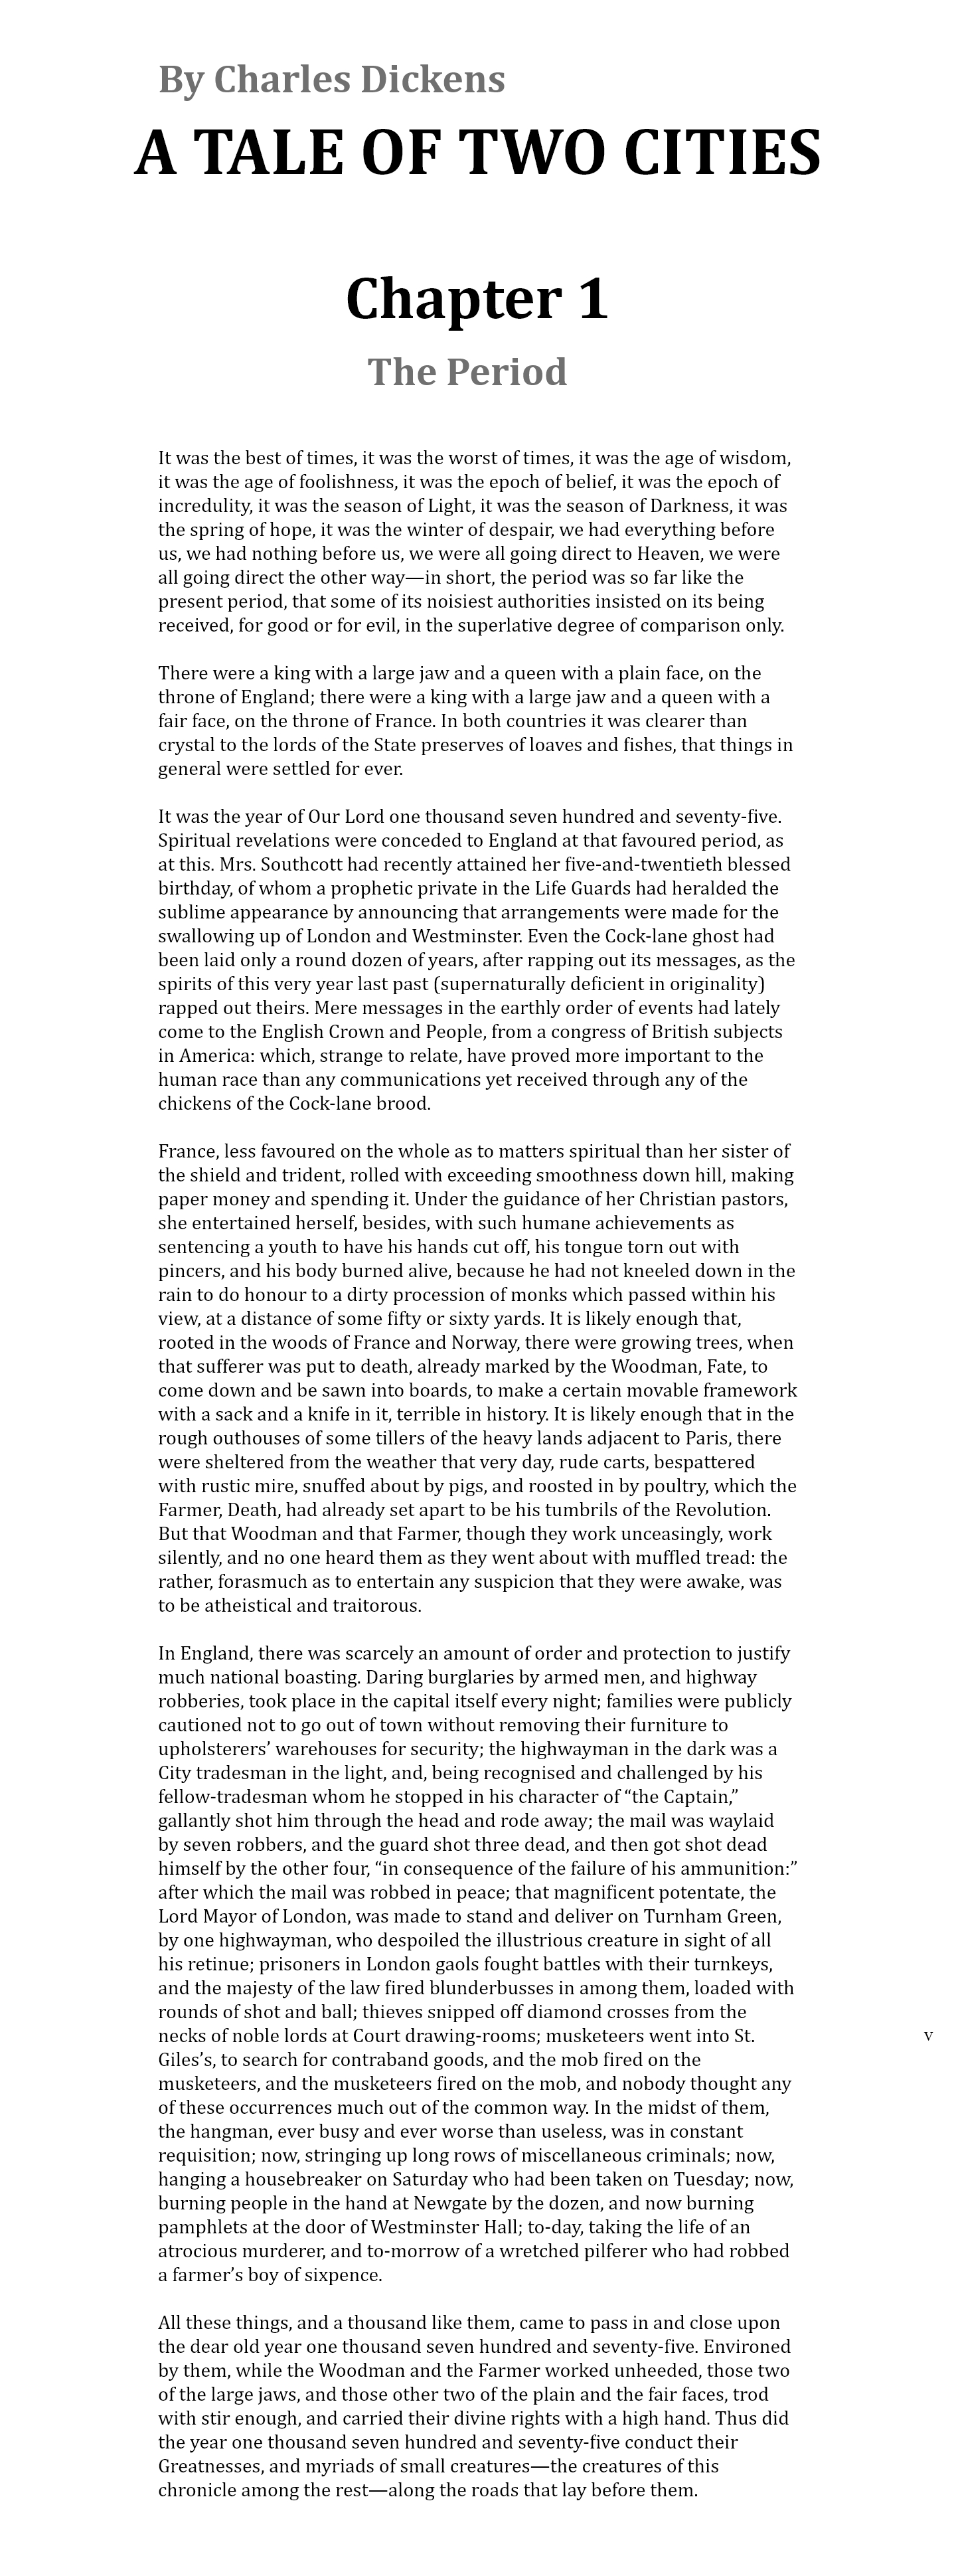 By Charles Dickens
A TALE OF TWO CITIES
Chapter 1
The Period
It was the best of times, it was the worst of times, it was the age of wisdom,
it was the age of foolishness, it was the epoch of belief, it was the epoch of
incredulity, it was the season of Light, it was the season of Darkness, it was
the spring of hope, it was the winter of despair, we had everything before
us, we had nothing before us, we were all going direct to Heaven, we were
all going direct the other way—in short, the period was so far like the
present period, that some of its noisiest authorities insisted on its being
received, for good or for evil, in the superlative degree of comparison only.
There were a king with a large jaw and a queen with a plain face, on the
throne of England; there were a king with a large jaw and a queen with a
fair face, on the throne of France. In both countries it was clearer than
crystal to the lords of the State preserves of loaves and fishes, that things in
general were settled for ever.
It was the year of Our Lord one thousand seven hundred and seventy-five.
Spiritual revelations were conceded to England at that favoured period, as
at this. Mrs. Southcott had recently attained her five-and-twentieth blessed
birthday, of whom a prophetic private in the Life Guards had heralded the
sublime appearance by announcing that arrangements were made for the
swallowing up of London and Westminster. Even the Cock-lane ghost had
been laid only a round dozen of years, after rapping out its messages, as the
spirits of this very year last past (supernaturally deficient in originality)
rapped out theirs. Mere messages in the earthly order of events had lately
come to the English Crown and People, from a congress of British subjects
in America: which, strange to relate, have proved more important to the
human race than any communications yet received through any of the
chickens of the Cock-lane brood.
France, less favoured on the whole as to matters spiritual than her sister of
the shield and trident, rolled with exceeding smoothness down hill, making
paper money and spending it. Under the guidance of her Christian pastors,
she entertained herself, besides, with such humane achievements as
sentencing a youth to have his hands cut off, his tongue torn out with
pincers, and his body burned alive, because he had not kneeled down in the
rain to do honour to a dirty procession of monks which passed within his
view, at a distance of some fifty or sixty yards. It is likely enough that,
rooted in the woods of France and Norway, there were growing trees, when
that sufferer was put to death, already marked by the Woodman, Fate, to
come down and be sawn into boards, to make a certain movable framework
with a sack and a knife in it, terrible in history. It is likely enough that in the
rough outhouses of some tillers of the heavy lands adjacent to Paris, there
were sheltered from the weather that very day, rude carts, bespattered
with rustic mire, snuffed about by pigs, and roosted in by poultry, which the
Farmer, Death, had already set apart to be his tumbrils of the Revolution.
But that Woodman and that Farmer, though they work unceasingly, work
silently, and no one heard them as they went about with muffled tread: the
rather, forasmuch as to entertain any suspicion that they were awake, was
to be atheistical and traitorous.
In England, there was scarcely an amount of order and protection to justify
much national boasting. Daring burglaries by armed men, and highway
robberies, took place in the capital itself every night; families were publicly
cautioned not to go out of town without removing their furniture to
upholsterers’ warehouses for security; the highwayman in the dark was a
City tradesman in the light, and, being recognised and challenged by his
fellow-tradesman whom he stopped in his character of “the Captain,”
gallantly shot him through the head and rode away; the mail was waylaid
by seven robbers, and the guard shot three dead, and then got shot dead
himself by the other four, “in consequence of the failure of his ammunition:”
after which the mail was robbed in peace; that magnificent potentate, the
Lord Mayor of London, was made to stand and deliver on Turnham Green,
by one highwayman, who despoiled the illustrious creature in sight of all
his retinue; prisoners in London gaols fought battles with their turnkeys,
and the majesty of the law fired blunderbusses in among them, loaded with
rounds of shot and ball; thieves snipped off diamond crosses from the
necks of noble lords at Court drawing-rooms; musketeers went into St.
v
Giles’s, to search for contraband goods, and the mob fired on the
musketeers, and the musketeers fired on the mob, and nobody thought any
of these occurrences much out of the common way. In the midst of them,
the hangman, ever busy and ever worse than useless, was in constant
requisition; now, stringing up long rows of miscellaneous criminals; now,
hanging a housebreaker on Saturday who had been taken on Tuesday; now,
burning people in the hand at Newgate by the dozen, and now burning
pamphlets at the door of Westminster Hall; to-day, taking the life of an
atrocious murderer, and to-morrow of a wretched pilferer who had robbed
a farmer’s boy of sixpence.
All these things, and a thousand like them, came to pass in and close upon
the dear old year one thousand seven hundred and seventy-five. Environed
by them, while the Woodman and the Farmer worked unheeded, those two
of the large jaws, and those other two of the plain and the fair faces, trod
with stir enough, and carried their divine rights with a high hand. Thus did
the year one thousand seven hundred and seventy-five conduct their
Greatnesses, and myriads of small creatures—the creatures of this
chronicle among the rest—along the roads that lay before them.